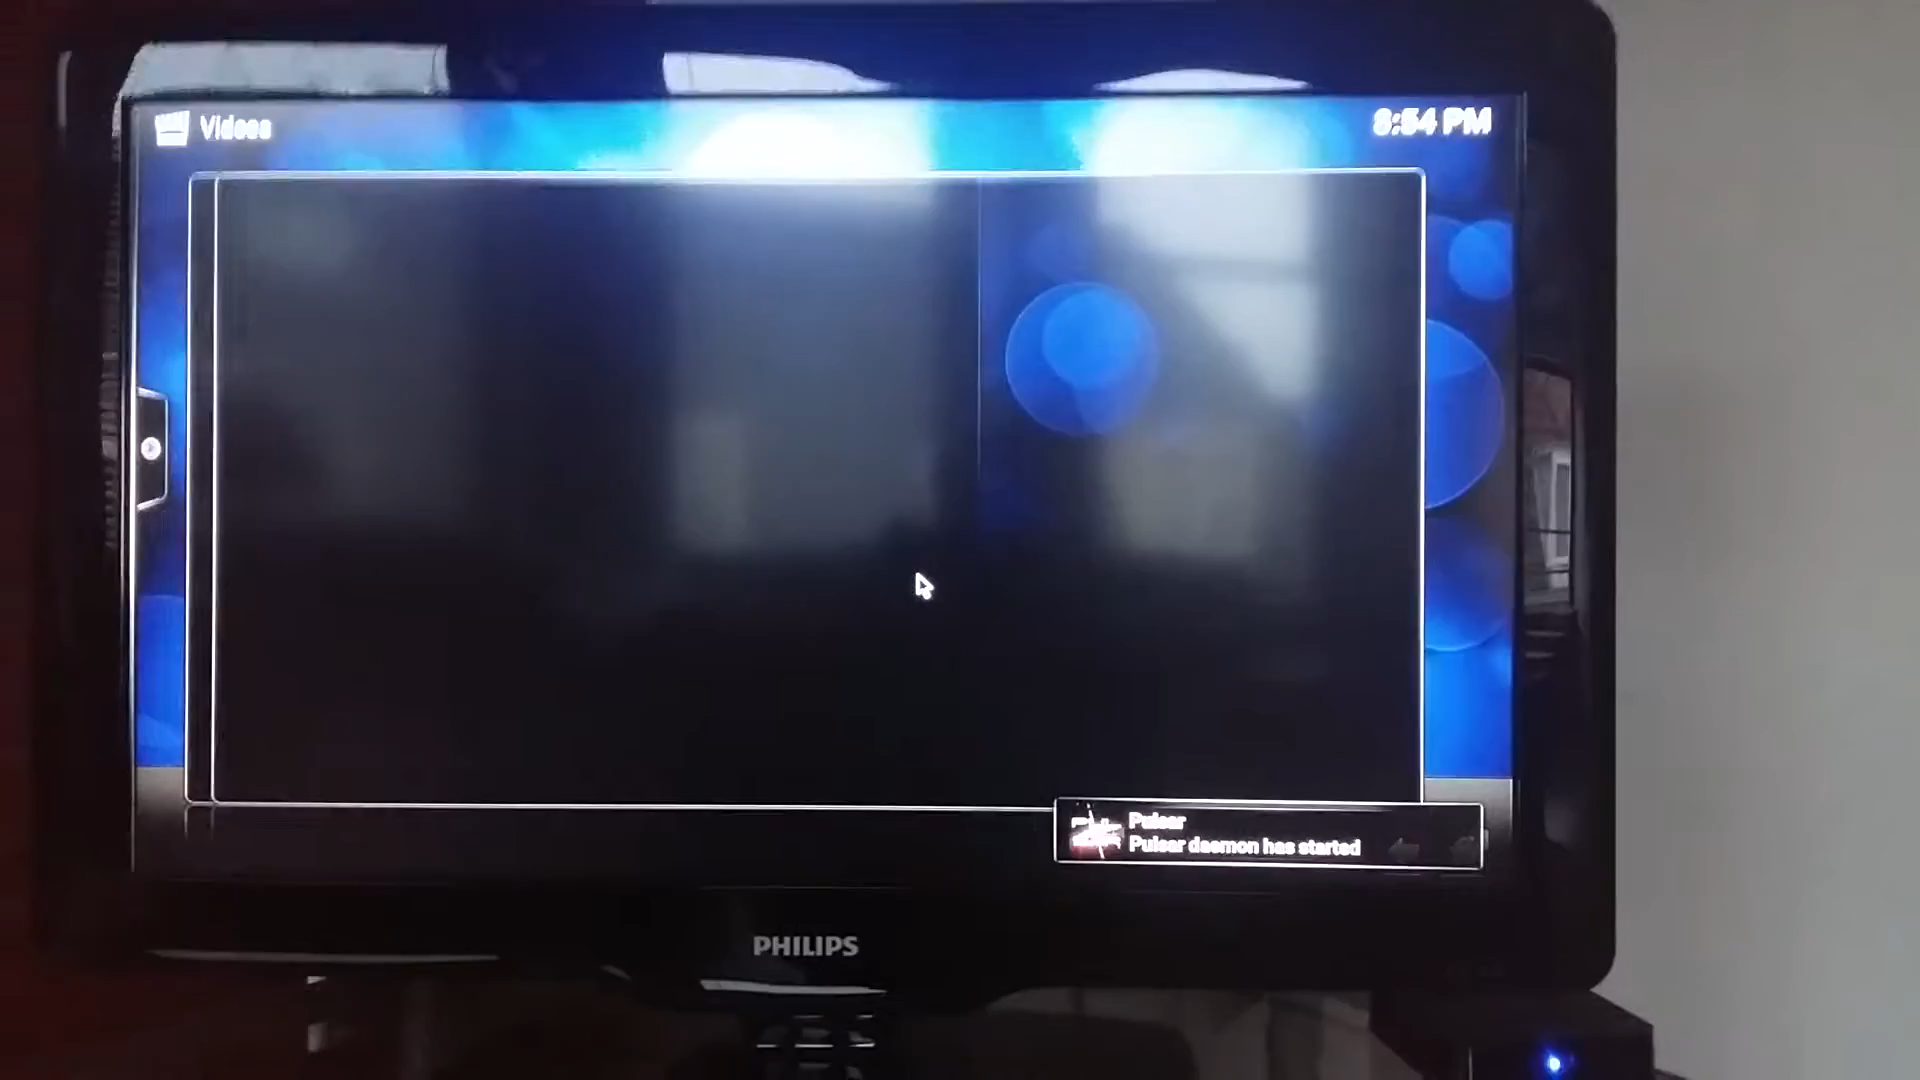 Videos
8:54 PM
Pulsar
Pulsar daemon has started
PHILIPS